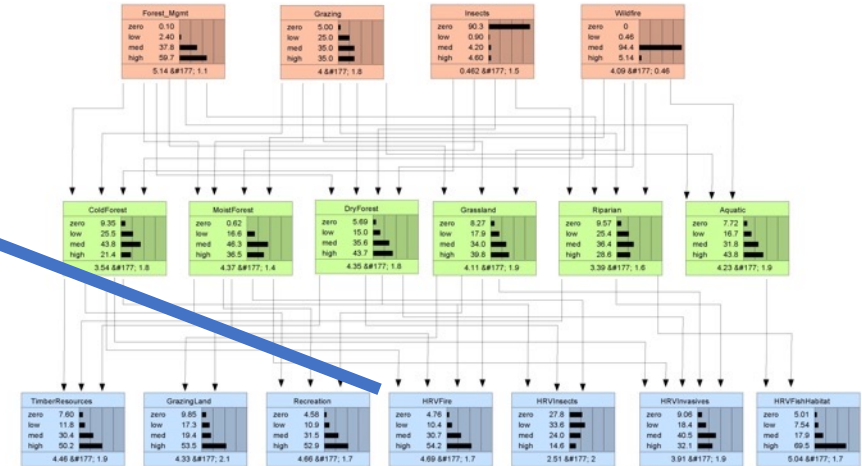 Forest_Mgmt
zero 0.10
low 2.40
med 37.8
high 59.7
5.14 &#177; 1.1
Grazing
zero 5.00
low 25.0
med 35.0
high 35.0
4 &#177; 1.8
Insects
zero 90.3
low 0.90
med 4.20
high 4.60
0.462 &#177; 1.5
Wildfire
zero 0
low 0.46
med 94.4
high 5.14
4.09 &#177; 0.46
ColdForest
zero 9.35
low 25.5
med 43.8
high 21.4
3.54 &#177; 1.8
MoistForest
zero 0.62
low 16.6
med 46.3
high 36.5
4.37 &#177; 1.4
DryForest
zero 5.69
low 15.0
med 35.6
high 43.7
4.35 &#177; 1.8
Grassland
zero 8.27
low 17.9
med 34.0
high 39.8
4.11 &#177; 1.9
Riparian
zero 9.57
low 25.4
med 36.4
high 28.6
3.39 &#177; 1.6
Aquatic
zero 7.72
low 16.7
med 31.8
high 43.8
4.23 &#177; 1.9
TimberResources
zero 7.60
low 11.8
med 30.4
high 50.2
4.46 &#177; 1.9
GrazingLand
zero 9.85
low 17.3
med 19.4
high 53.5
4.33 &#177; 2.1
Recreation
zero 4.58
low 10.9
med 31.5
high 52.9
4.66 &#177; 1.7
HRVFire
zero 4.76
low 10.4
med 30.7
high 54.2
4.69 &#177; 1.7
HRVInsects
zero 27.8
low 33.6
med 24.0
high 14.6
2.51 &#177; 2
HRVInvasives
zero 9.06
low 18.4
med 40.5
high 32.1
3.91 &#177; 1.9
HRVFishHabitat
zero 5.01
low 7.54
med 17.9
high 69.5
5.04 &#177; 1.7